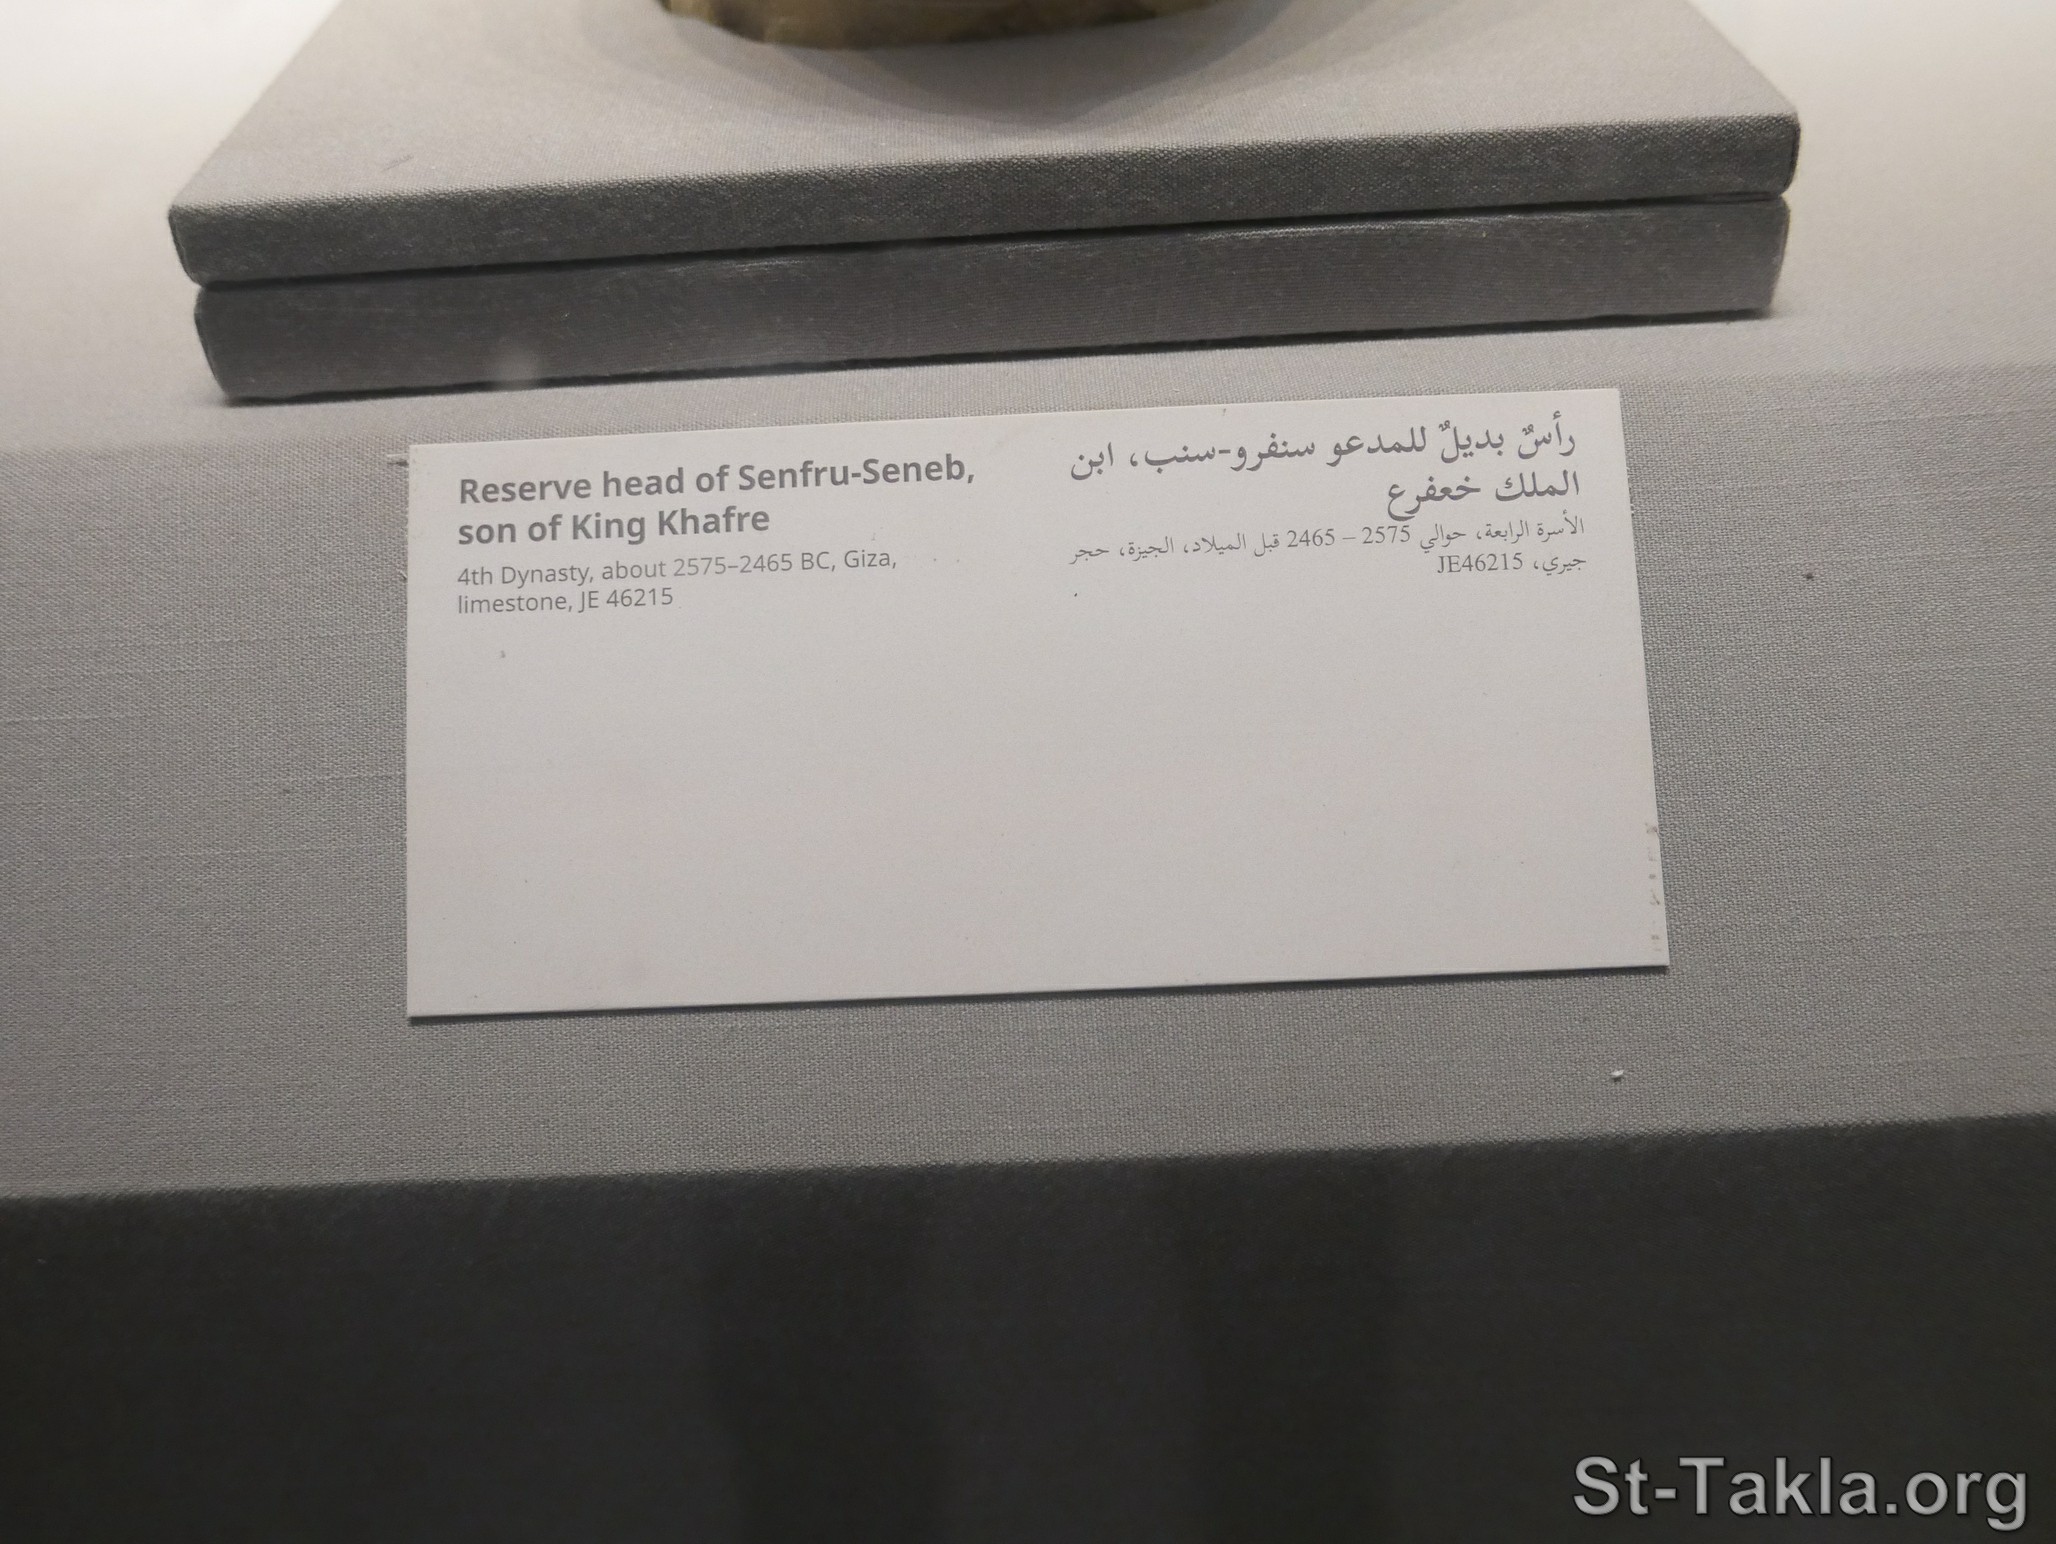 Reserve head of Senfru-Seneb,
son of King Khafre
4th Dynasty, about 2575–2465 BC, Giza,
limestone, JE 46215
رأسٌ بديلٌ للمدعو سنفرو-سنب، ابن
الملك خعفرع
الأسرة الرابعة، حوالي 2575 – 2465 قبل الميلاد، الجيزة، حجر
جيري، JE46215
St-Takla.org